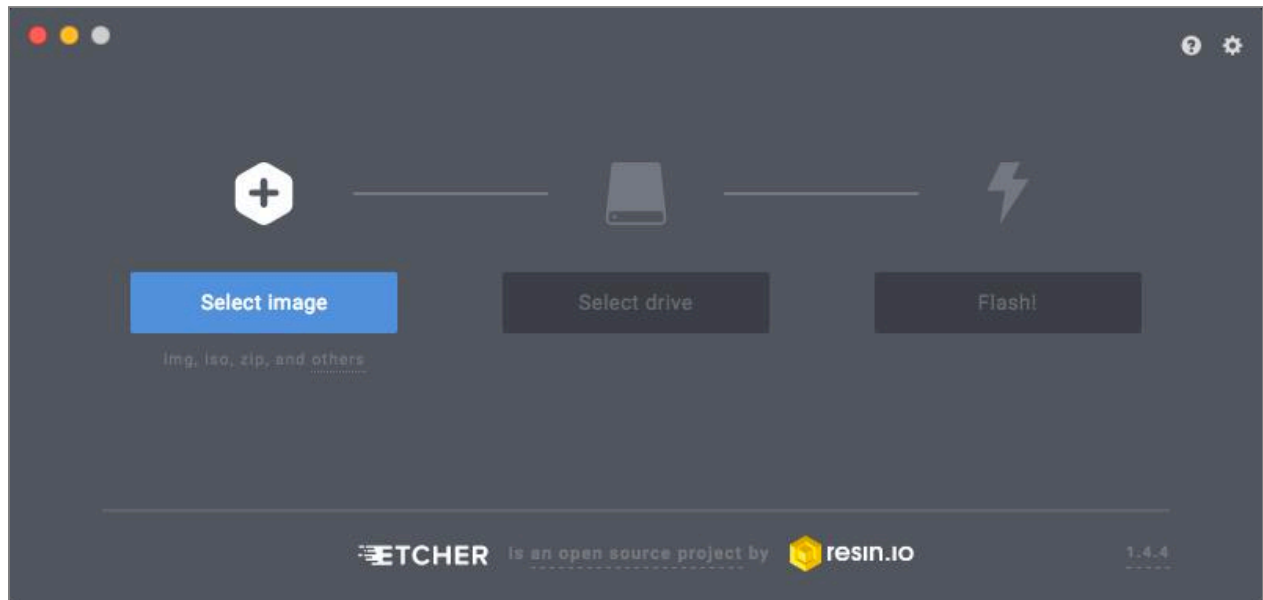 Select image
Select drive
Flash!
img, iso, zip, and others
ETCHER is an open source project by resin.io
1.4.4